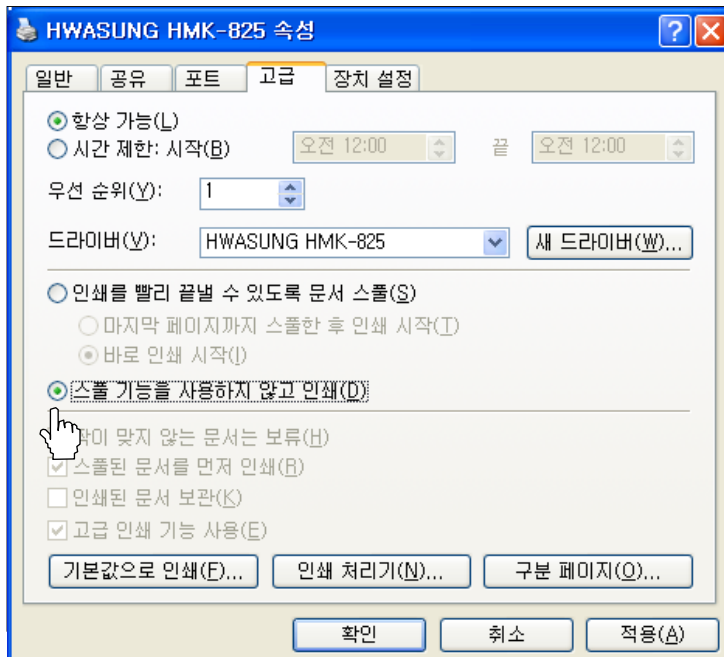 HWASUNG HMK-825 속성
일반 공유 포트 고급 장치 설정
항상 가능(L)
시간 제한: 시작(B) 오전 12:00 끝 오전 12:00
우선 순위(Y): 1
드라이버(V): HWASUNG HMK-825 새 드라이버(W)...
인쇄를 빨리 끝낼 수 있도록 문서 스풀(S)
마지막 페이지까지 스풀한 후 인쇄 시작(T)
바로 인쇄 시작(I)
스풀 기능을 사용하지 않고 인쇄(D)
맞지 않는 문서는 보류(H)
스풀된 문서를 먼저 인쇄(R)
인쇄된 문서 보관(K)
고급 인쇄 기능 사용(E)
기본값으로 인쇄(F)... 인쇄 처리기(N)... 구분 페이지(O)...
확인 취소 적용(A)